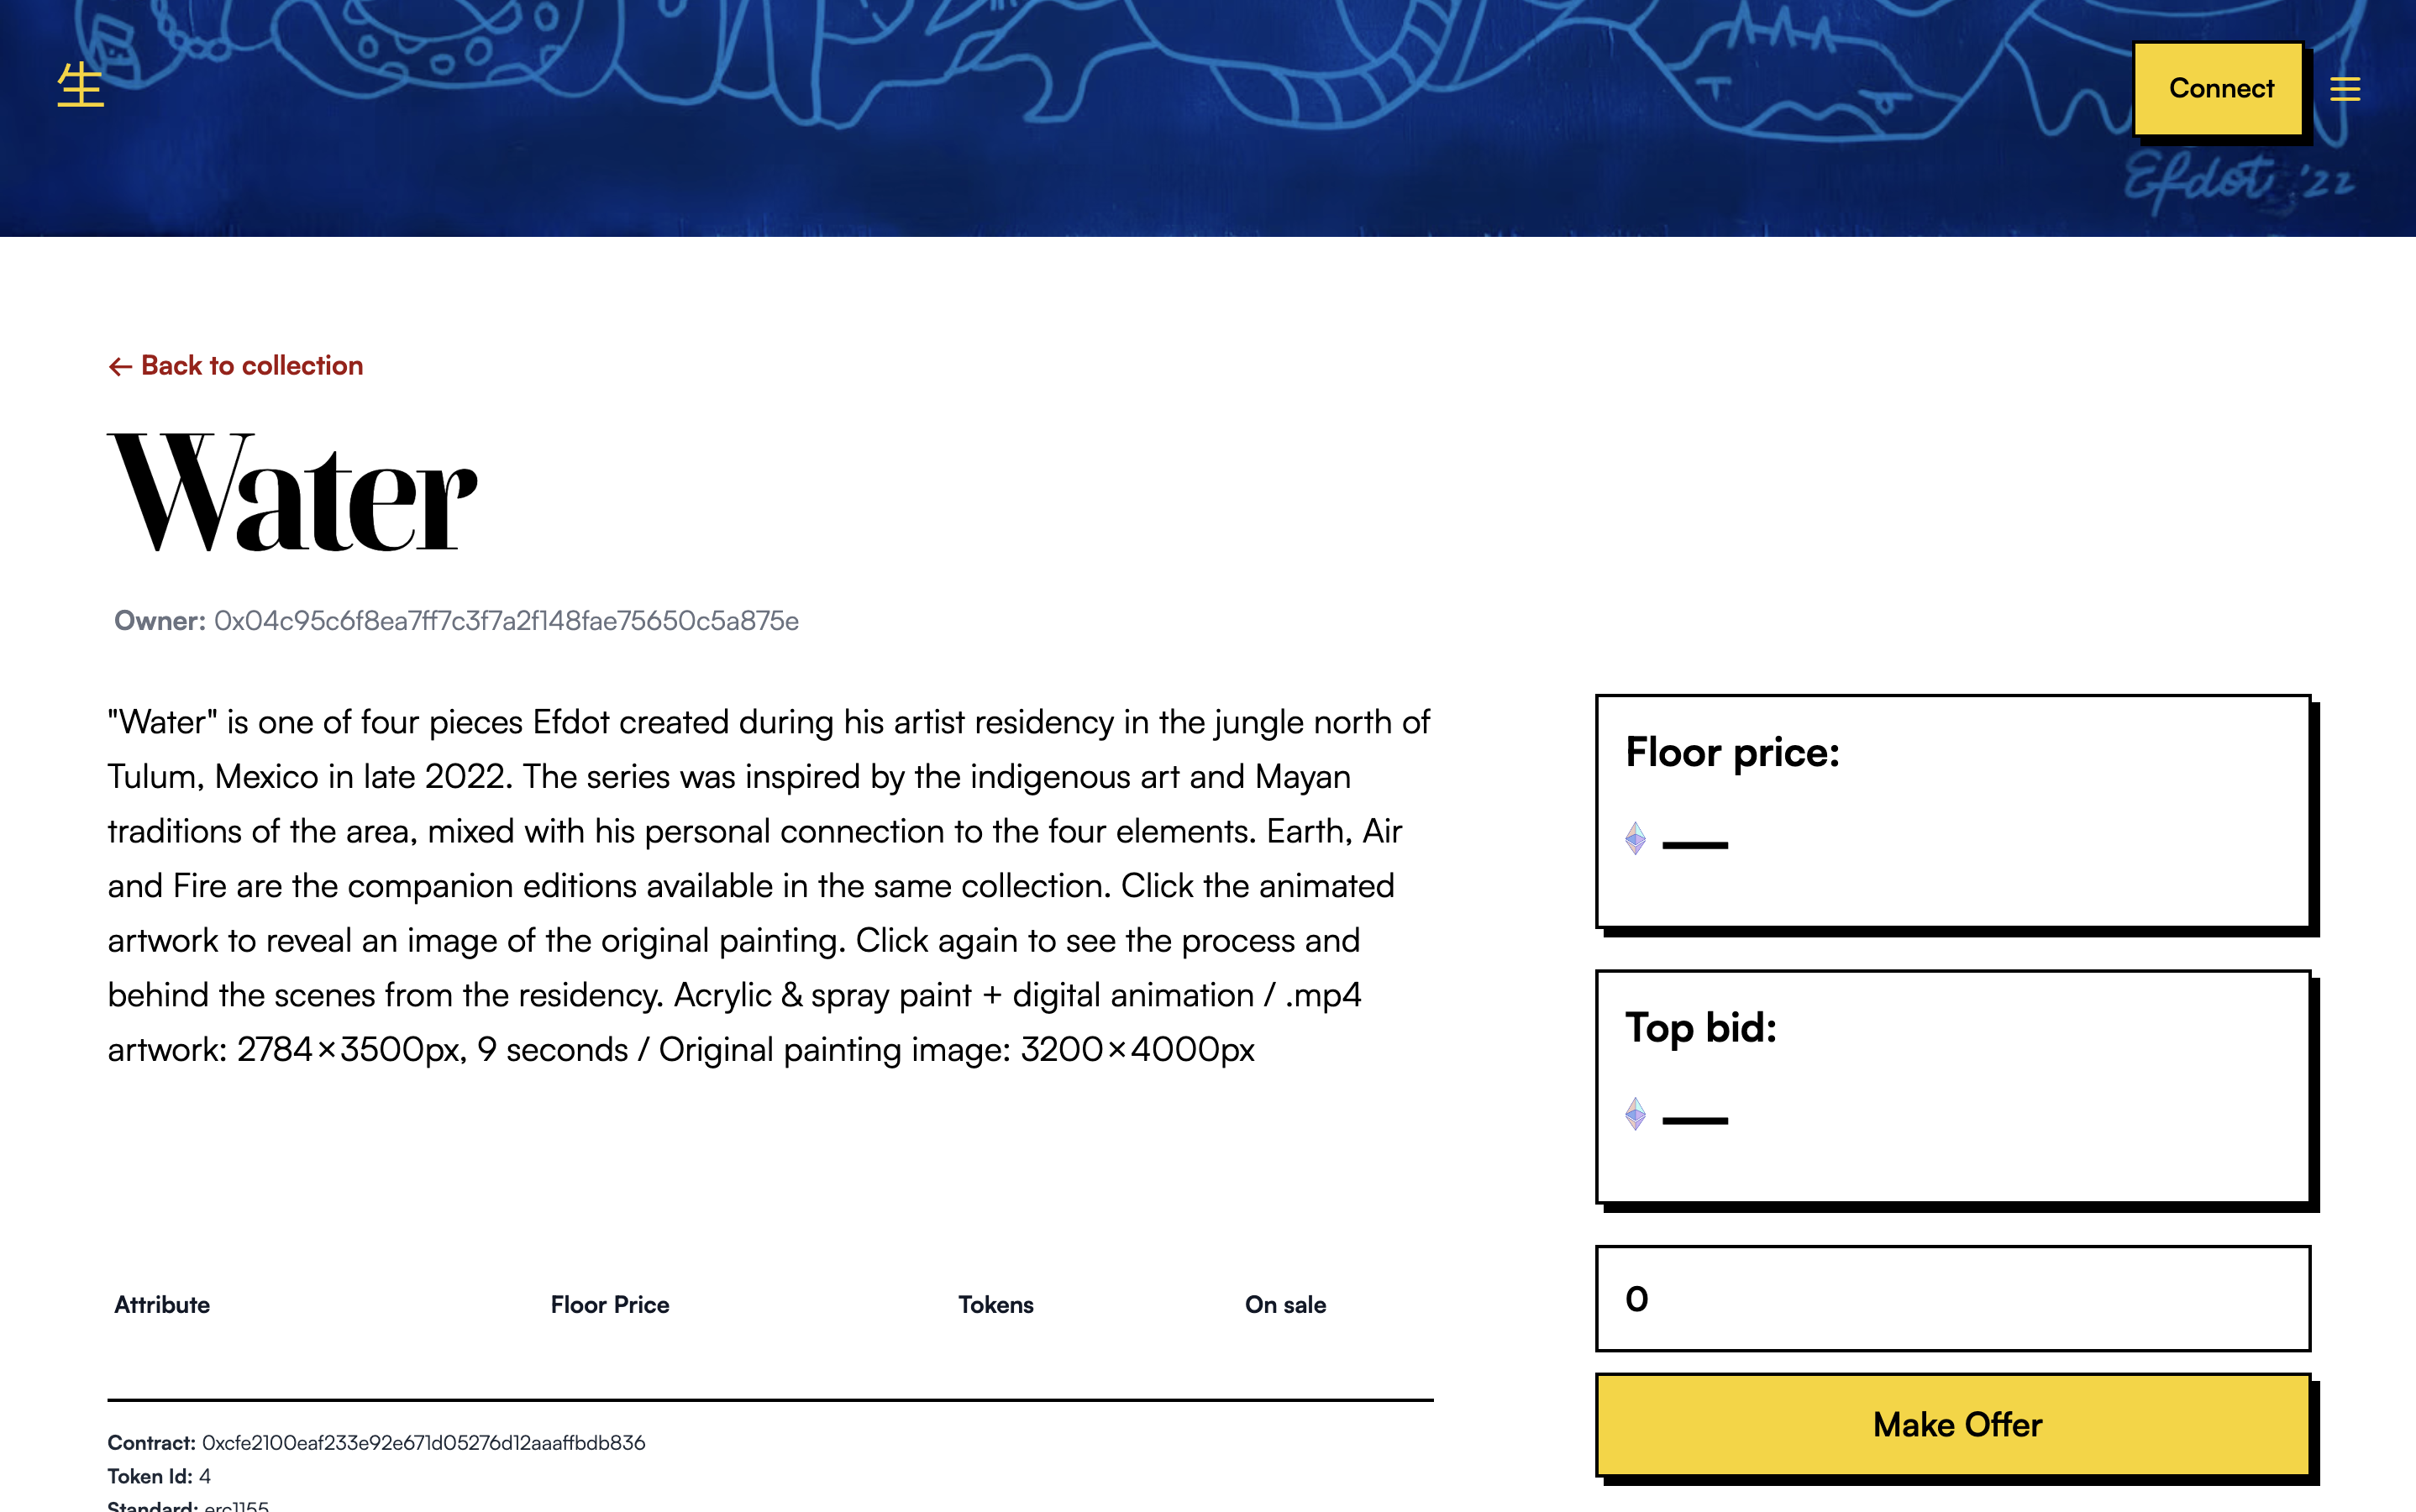 生
Connect
Efdot '22
← Back to collection
Water
Owner: 0x04c95c6f8ea7ff7c3f7a2f148fae75650c5a875e
"Water" is one of four pieces Efdot created during his artist residency in the jungle north of
Tulum, Mexico in late 2022. The series was inspired by the indigenous art and Mayan
traditions of the area, mixed with his personal connection to the four elements. Earth, Air
and Fire are the companion editions available in the same collection. Click the animated
artwork to reveal an image of the original painting. Click again to see the process and
behind the scenes from the residency. Acrylic & spray paint + digital animation / .mp4
artwork: 2784×3500px, 9 seconds / Original painting image: 3200×4000px
Floor price:
—
Top bid:
—
0
Make Offer
Attribute Floor Price Tokens On sale
Contract: 0xcfe2100eaf233e92e671d05276d12aaaffbdb836
Token Id: 4
Standard: erc1155